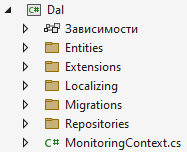 C# Dal
Зависимости
Entities
Extensions
Localizing
Migrations
Repositories
C# MonitoringContext.cs